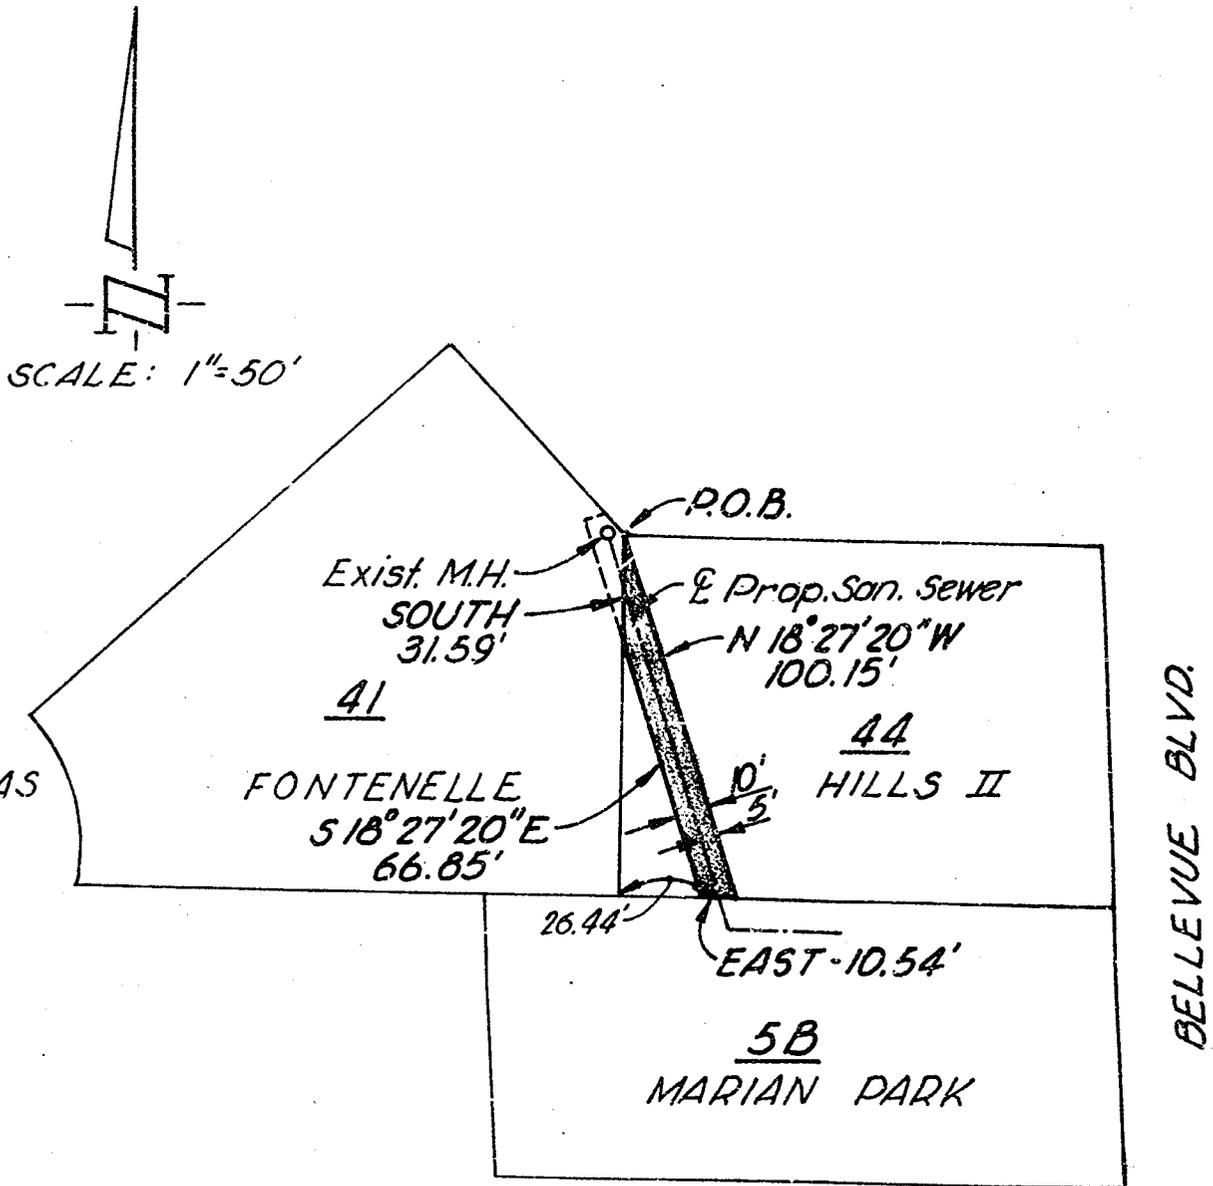 SCALE: 1"=50'
P.O.B.
Exist. M.H.
SOUTH
31.59'
℄ Prop. San. Sewer
N 18°27'20"W
100.15'
41
44
FONTENELLE
HILLS II
S 18°27'20"E
66.85'
10'
5'
26.44'
EAST-10.54'
5B
MARIAN PARK
BELLEVUE BLVD.
AS